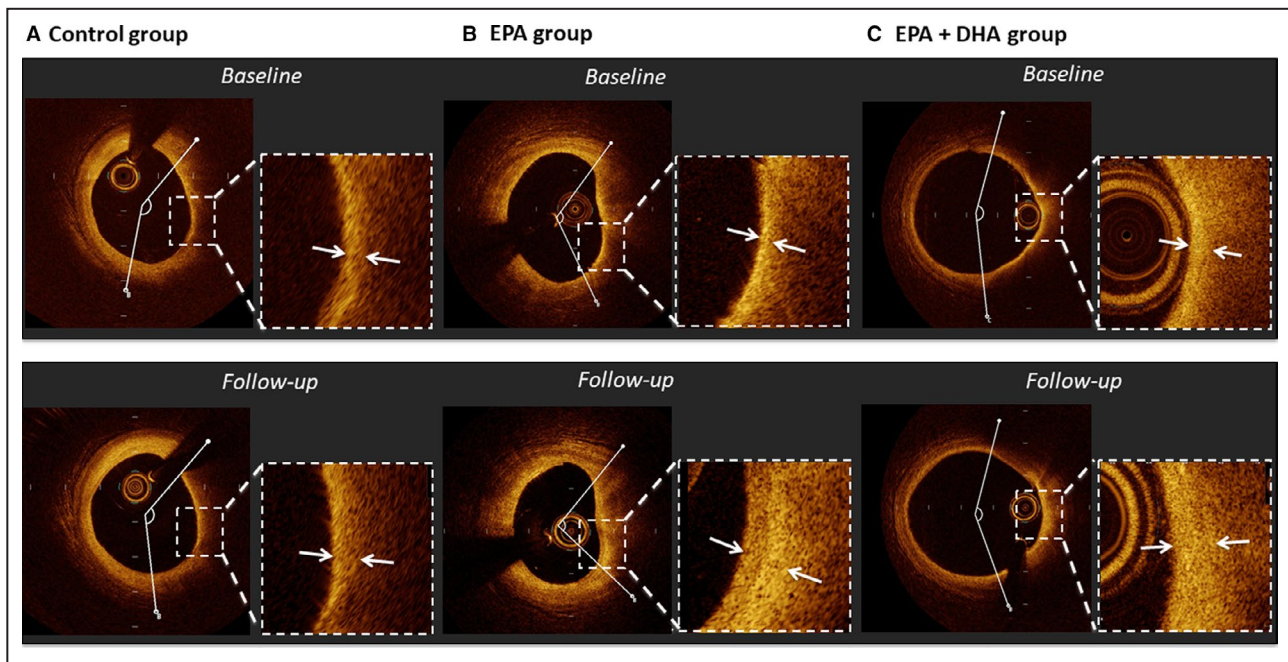 A Control group
B EPA group
C EPA + DHA group
Baseline
Baseline
Baseline
Follow-up
Follow-up
Follow-up